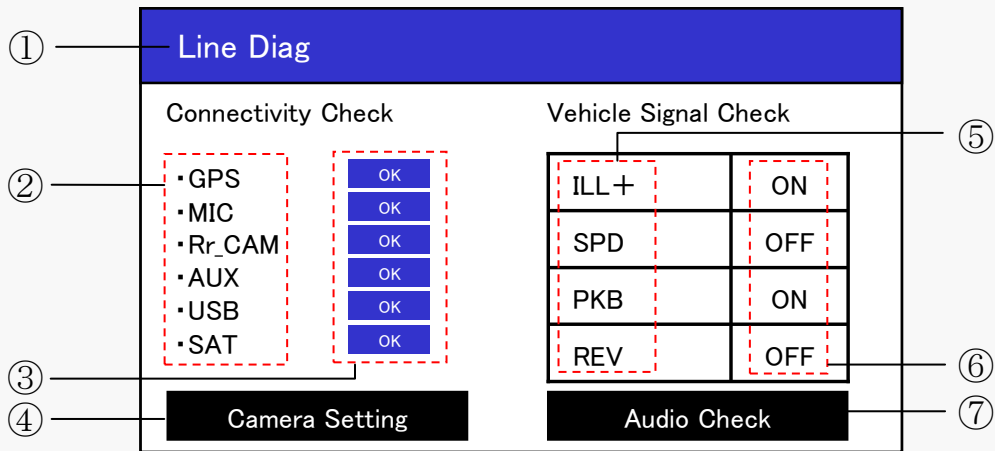 ① Line Diag
Connectivity Check
② ・GPS OK
・MIC OK
・Rr_CAM OK
・AUX OK
・USB OK
・SAT OK
③
④ Camera Setting
Vehicle Signal Check
⑤
ILL＋ ON
SPD OFF
PKB ON
REV OFF
⑥
Audio Check ⑦